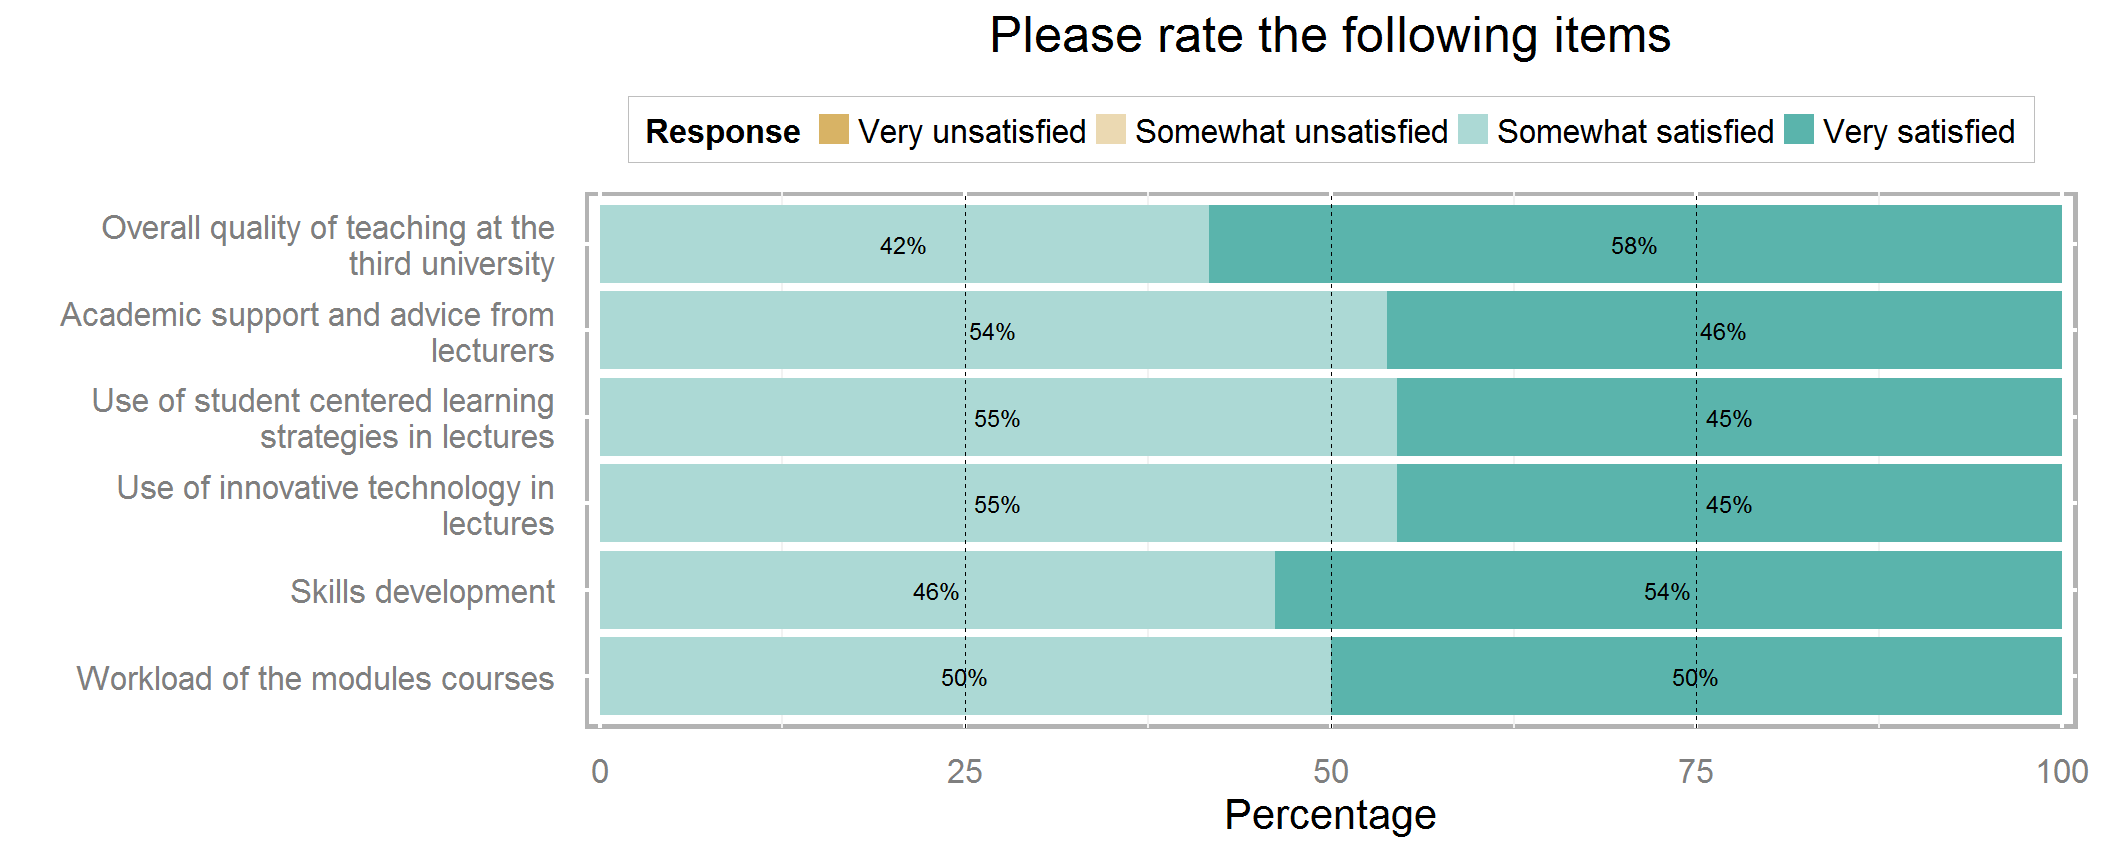 Please rate the following items
Response Very unsatisfied Somewhat unsatisfied Somewhat satisfied Very satisfied
Overall quality of teaching at the
third university
42% 58%
Academic support and advice from
lecturers
54% 46%
Use of student centered learning
strategies in lectures
55% 45%
Use of innovative technology in
lectures
55% 45%
Skills development
46% 54%
Workload of the modules courses
50% 50%
0 25 50 75 100
Percentage